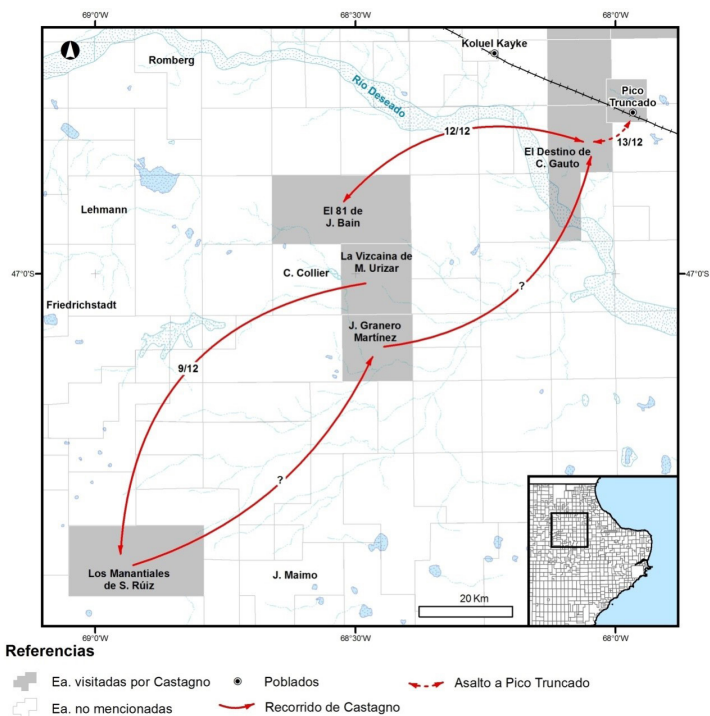 69°0'W
68°30'W
68°0'W
Koluel Kayke
Romberg
Pico
Truncado
Río Deseado
12/12
13/12
El Destino de
C. Gauto
Lehmann
El 81 de
J. Bain
La Vizcaina de
M. Urizar
47°0'S
C. Collier
47°0'S
?
Friedrichstadt
J. Granero
Martínez
9/12
?
Los Manantiales
de S. Rúiz
J. Maimo
20 Km
69°0'W
68°30'W
68°0'W
Referencias
Ea. visitadas por Castagno
Poblados
Asalto a Pico Truncado
Ea. no mencionadas
Recorrido de Castagno